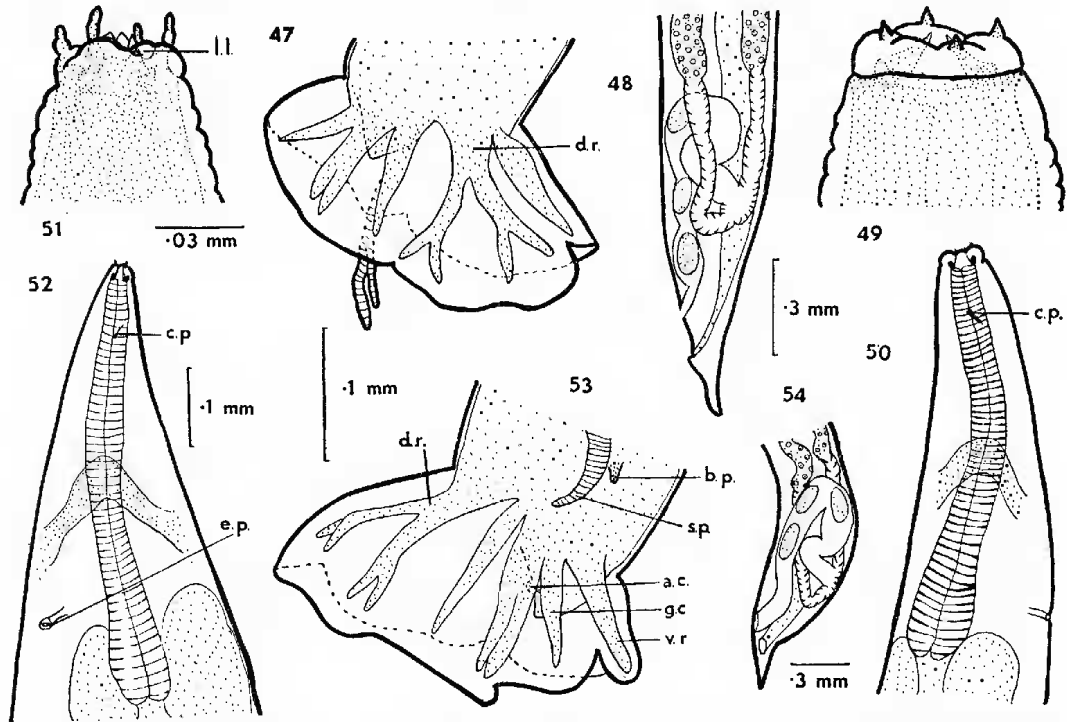 l.l.
47
48
49
d.r.
51
·03 mm
52
c.p
·1 mm
e.p.
·1 mm
·3 mm
50
c.p.
53
54
d.r.
b.p.
s.p.
a.c.
g.c
v.r
·3 mm